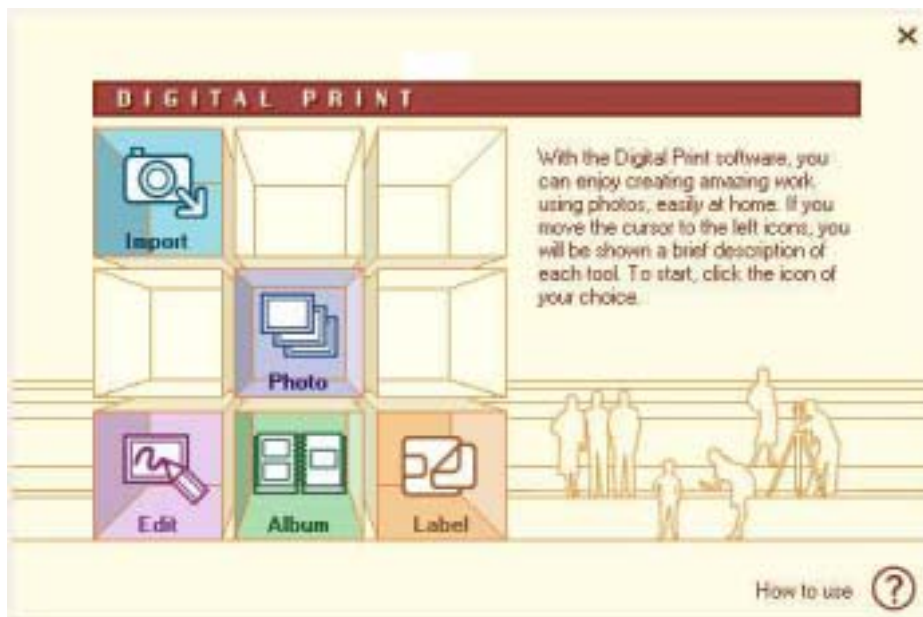 DIGITAL PRINT
Import
With the Digital Print software, you
can enjoy creating amazing work
using photos, easily at home. If you
move the cursor to the left icons, you
will be shown a brief description of
each tool. To start, click the icon of
your choice.
Photo
Edit
Album
Label
How to use ?